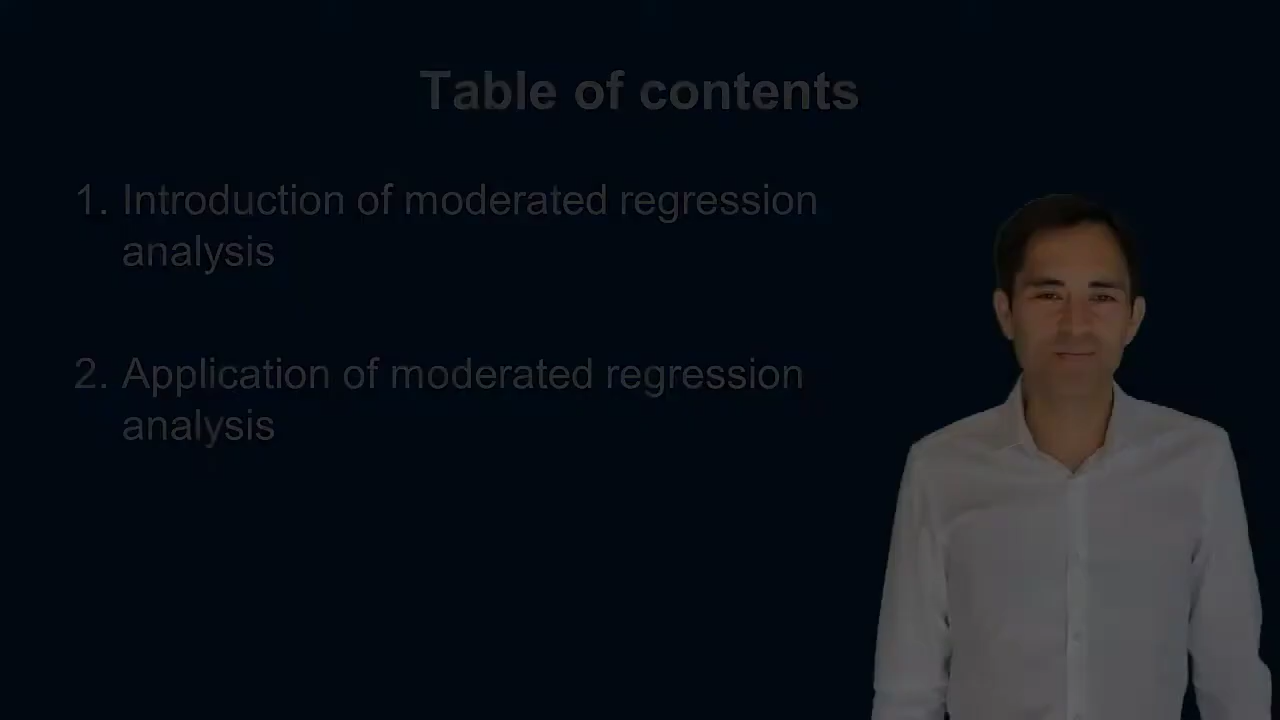 Table of contents
1. Introduction of moderated regression
analysis
2. Application of moderated regression
analysis